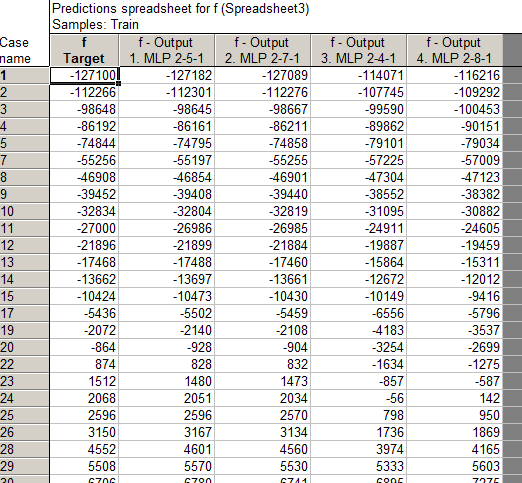 Predictions spreadsheet for f (Spreadsheet3)
Samples: Train
Case name f Target f - Output 1. MLP 2-5-1 f - Output 2. MLP 2-7-1 f - Output 3. MLP 2-4-1 f - Output 4. MLP 2-8-1
1 -127100 -127182 -127089 -114071 -116216
2 -112266 -112301 -112276 -107745 -109292
3 -98648 -98645 -98667 -99590 -100453
4 -86192 -86161 -86211 -89862 -90151
5 -74844 -74795 -74858 -79101 -79034
7 -55256 -55197 -55255 -57225 -57009
8 -46908 -46854 -46901 -47304 -47123
9 -39452 -39408 -39440 -38552 -38382
10 -32834 -32804 -32819 -31095 -30882
11 -27000 -26986 -26985 -24911 -24605
12 -21896 -21899 -21884 -19887 -19459
13 -17468 -17488 -17460 -15864 -15311
14 -13662 -13697 -13661 -12672 -12012
15 -10424 -10473 -10430 -10149 -9416
17 -5436 -5502 -5459 -6556 -5796
19 -2072 -2140 -2108 -4183 -3537
20 -864 -928 -904 -3254 -2699
22 874 828 832 -1634 -1275
23 1512 1480 1473 -857 -587
24 2068 2051 2034 -56 142
25 2596 2596 2570 798 950
26 3150 3167 3134 1736 1869
28 4552 4601 4560 3974 4165
29 5508 5570 5530 5333 5603